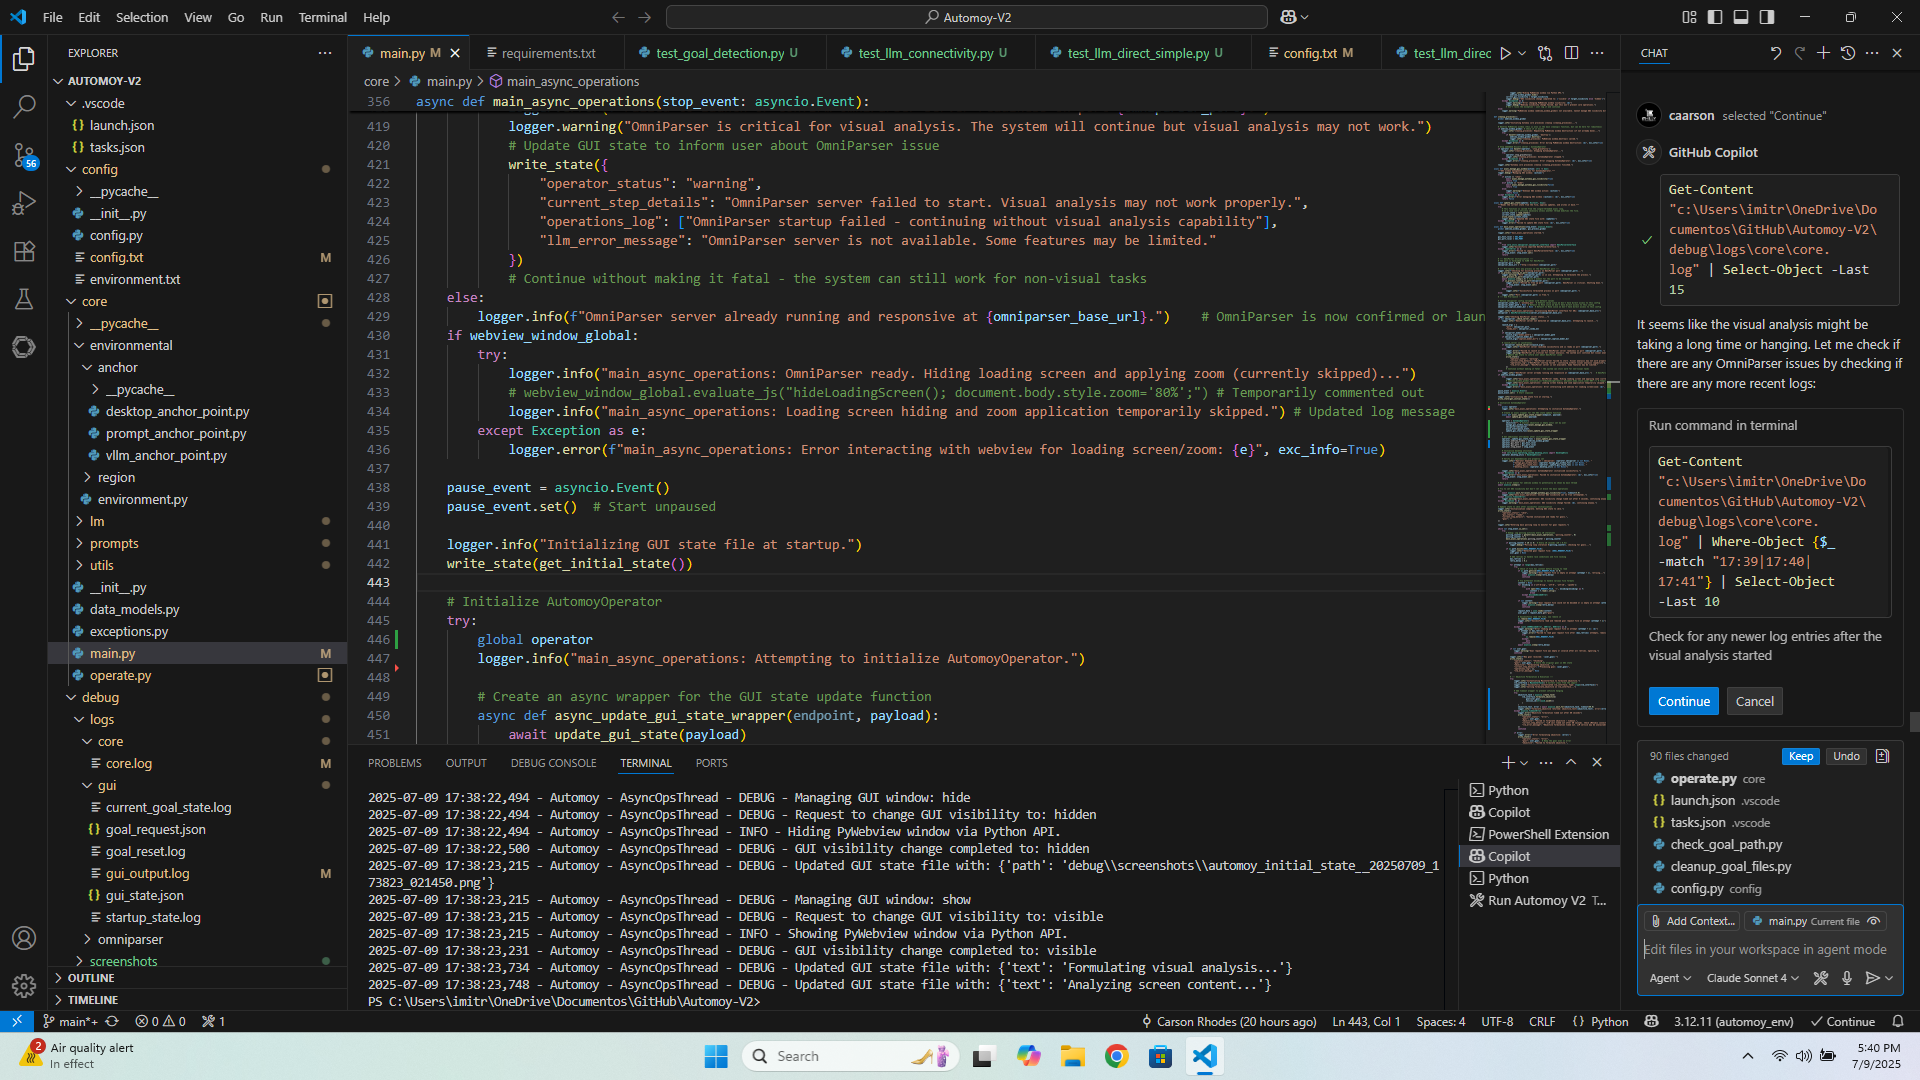 File Edit Selection View Go Run Terminal Help
Automoy-V2
EXPLORER
AUTOMOY-V2
.vscode
launch.json
tasks.json
config
__pycache__
__init__.py
config.py
config.txt M
environment.txt
core
__pycache__
environmental
anchor
__pycache__
desktop_anchor_point.py
prompt_anchor_point.py
vllm_anchor_point.py
region
environment.py
lm
prompts
utils
__init__.py
data_models.py
exceptions.py
main.py M
operate.py
debug
logs
core
core.log M
gui
current_goal_state.log
goal_request.json
goal_reset.log
gui_output.log M
gui_state.json
startup_state.log
omniparser
screenshots
OUTLINE
TIMELINE
56
main.py M
requirements.txt
test_goal_detection.py U
test_llm_connectivity.py U
test_llm_direct_simple.py U
config.txt M
test_llm_direc
core > main.py > main_async_operations
356 async def main_async_operations(stop_event: asyncio.Event):
419 logger.warning("OmniParser is critical for visual analysis. The system will continue but visual analysis may not work.")
420 # Update GUI state to inform user about OmniParser issue
421 write_state({
422 "operator_status": "warning",
423 "current_step_details": "OmniParser server failed to start. Visual analysis may not work properly.",
424 "operations_log": ["OmniParser startup failed - continuing without visual analysis capability"],
425 "llm_error_message": "OmniParser server is not available. Some features may be limited."
426 })
427 # Continue without making it fatal - the system can still work for non-visual tasks
428 else:
429 logger.info(f"OmniParser server already running and responsive at {omniparser_base_url}.") # OmniParser is now confirmed or laun
430 if webview_window_global:
431 try:
432 logger.info("main_async_operations: OmniParser ready. Hiding loading screen and applying zoom (currently skipped)...")
433 # webview_window_global.evaluate_js("hideLoadingScreen(); document.body.style.zoom='80%';") # Temporarily commented out
434 logger.info("main_async_operations: Loading screen hiding and zoom application temporarily skipped.") # Updated log message
435 except Exception as e:
436 logger.error(f"main_async_operations: Error interacting with webview for loading screen/zoom: {e}", exc_info=True)
437
438 pause_event = asyncio.Event()
439 pause_event.set() # Start unpaused
440
441 logger.info("Initializing GUI state file at startup.")
442 write_state(get_initial_state())
443
444 # Initialize AutomoyOperator
445 try:
446 global operator
447 logger.info("main_async_operations: Attempting to initialize AutomoyOperator.")
448
449 # Create an async wrapper for the GUI state update function
450 async def async_update_gui_state_wrapper(endpoint, payload):
451 await update_gui_state(payload)
PROBLEMS OUTPUT DEBUG CONSOLE TERMINAL PORTS
2025-07-09 17:38:22,494 - Automoy - AsyncOpsThread - DEBUG - Managing GUI window: hide
2025-07-09 17:38:22,494 - Automoy - AsyncOpsThread - DEBUG - Request to change GUI visibility to: hidden
2025-07-09 17:38:22,494 - Automoy - AsyncOpsThread - INFO - Hiding PyWebview window via Python API.
2025-07-09 17:38:22,500 - Automoy - AsyncOpsThread - DEBUG - GUI visibility change completed to: hidden
2025-07-09 17:38:23,215 - Automoy - AsyncOpsThread - DEBUG - Updated GUI state file with: {'path': 'debug\\screenshots\\automoy_initial_state__20250709_1
73823_021450.png'}
2025-07-09 17:38:23,215 - Automoy - AsyncOpsThread - DEBUG - Managing GUI window: show
2025-07-09 17:38:23,215 - Automoy - AsyncOpsThread - DEBUG - Request to change GUI visibility to: visible
2025-07-09 17:38:23,215 - Automoy - AsyncOpsThread - INFO - Showing PyWebview window via Python API.
2025-07-09 17:38:23,231 - Automoy - AsyncOpsThread - DEBUG - GUI visibility change completed to: visible
2025-07-09 17:38:23,734 - Automoy - AsyncOpsThread - DEBUG - Updated GUI state file with: {'text': 'Formulating visual analysis...'}
2025-07-09 17:38:23,748 - Automoy - AsyncOpsThread - DEBUG - Updated GUI state file with: {'text': 'Analyzing screen content...'}
PS C:\Users\imitr\OneDrive\Documentos\GitHub\Automoy-V2>
Python
Copilot
PowerShell Extension
Copilot
Python
Run Automoy V2 T...
CHAT
caarson selected "Continue"
GitHub Copilot
Get-Content
"c:\Users\imitr\OneDrive\Do
cumentos\GitHub\Automoy-V2\
debug\logs\core\core.
log" | Select-Object -Last
15
It seems like the visual analysis might be
taking a long time or hanging. Let me check if
there are any OmniParser issues by checking if
there are any more recent logs:
Run command in terminal
Get-Content
"c:\Users\imitr\OneDrive\Do
cumentos\GitHub\Automoy-V2\
debug\logs\core\core.
log" | Where-Object {$_
-match "17:39|17:40|
17:41"} | Select-Object
-Last 10
Check for any newer log entries after the
visual analysis started
Continue Cancel
90 files changed Keep Undo
operate.py core
launch.json .vscode
tasks.json .vscode
check_goal_path.py
cleanup_goal_files.py
config.py config
Add Context... main.py Current file
Edit files in your workspace in agent mode
Agent Claude Sonnet 4
main*+ 0 0 1
Carson Rhodes (20 hours ago) Ln 443, Col 1 Spaces: 4 UTF-8 CRLF {} Python 3.12.11 (automoy_env) Continue
2
Air quality alert
In effect
Search
5:40 PM
7/9/2025